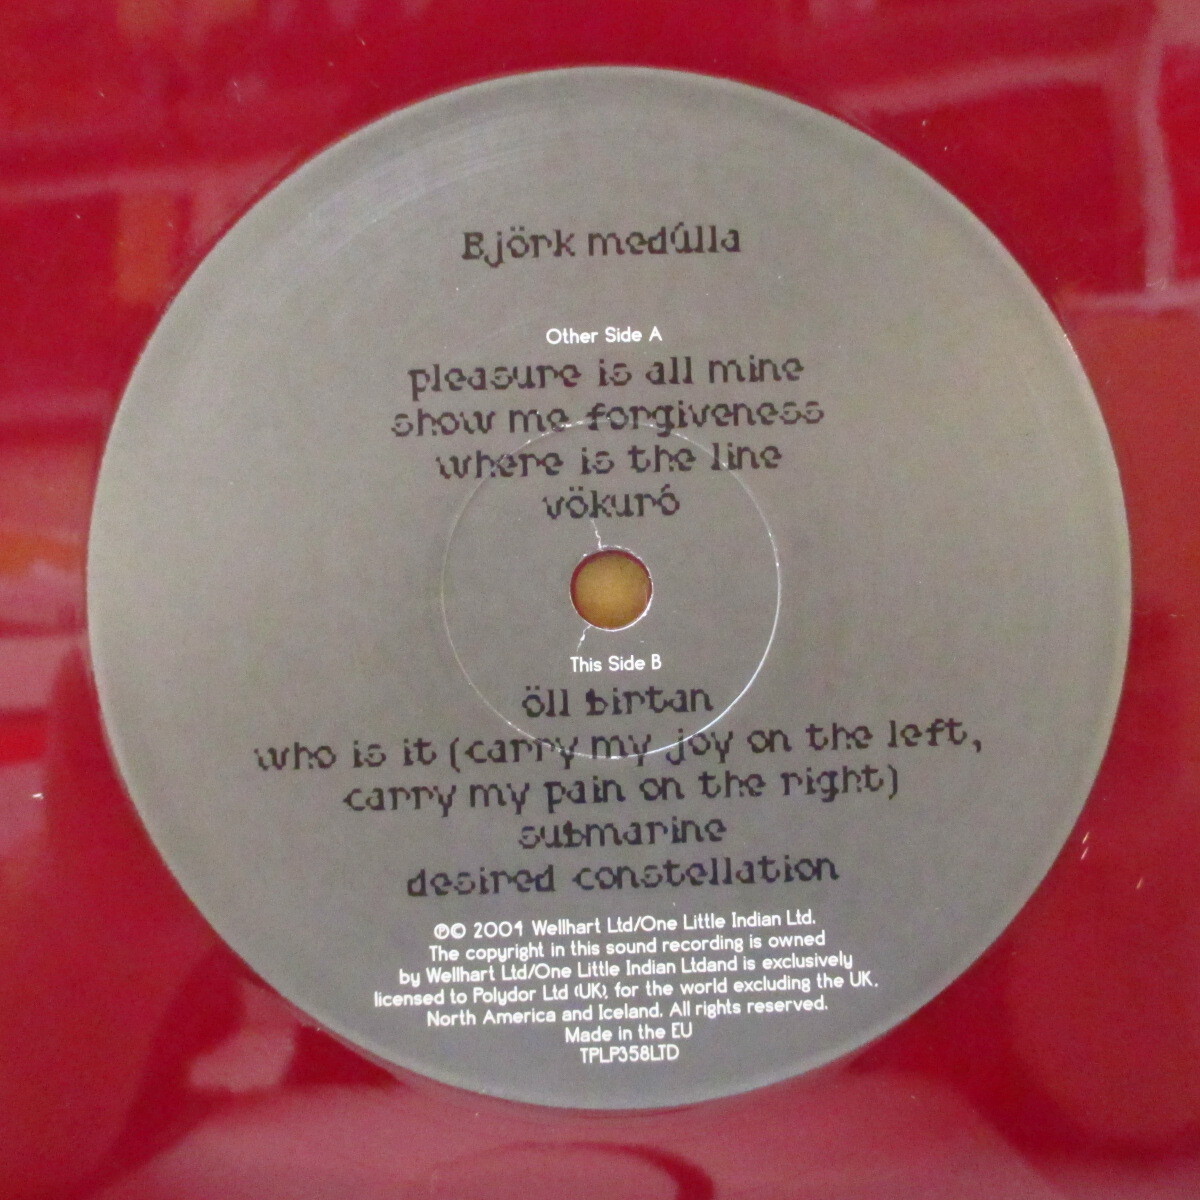 Björk medúlla
Other Side A
pleasure is all mine
show me forgiveness
where is the line
vökuró
This Side B
öll birtan
who is it (carry my joy on the left,
carry my pain on the right)
submarine
desired constellation
℗© 2004 Wellhart Ltd/One Little Indian Ltd.
The copyright in this sound recording is owned
by Wellhart Ltd/One Little Indian Ltdand is exclusively
licensed to Polydor Ltd (UK), for the world excluding the UK,
North America and Iceland. All rights reserved.
Made in the EU
TPLP358LTD